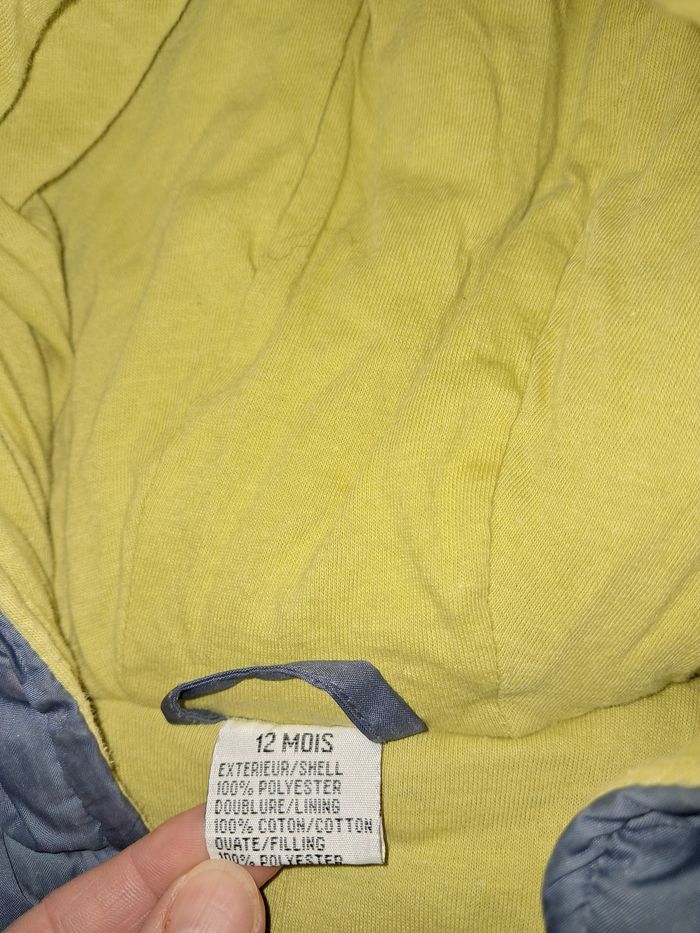 12 MOIS
EXTERIEUR/SHELL
100% POLYESTER
DOUBLURE/LINING
100% COTON/COTTON
OUATE/FILLING
100% POLYESTER